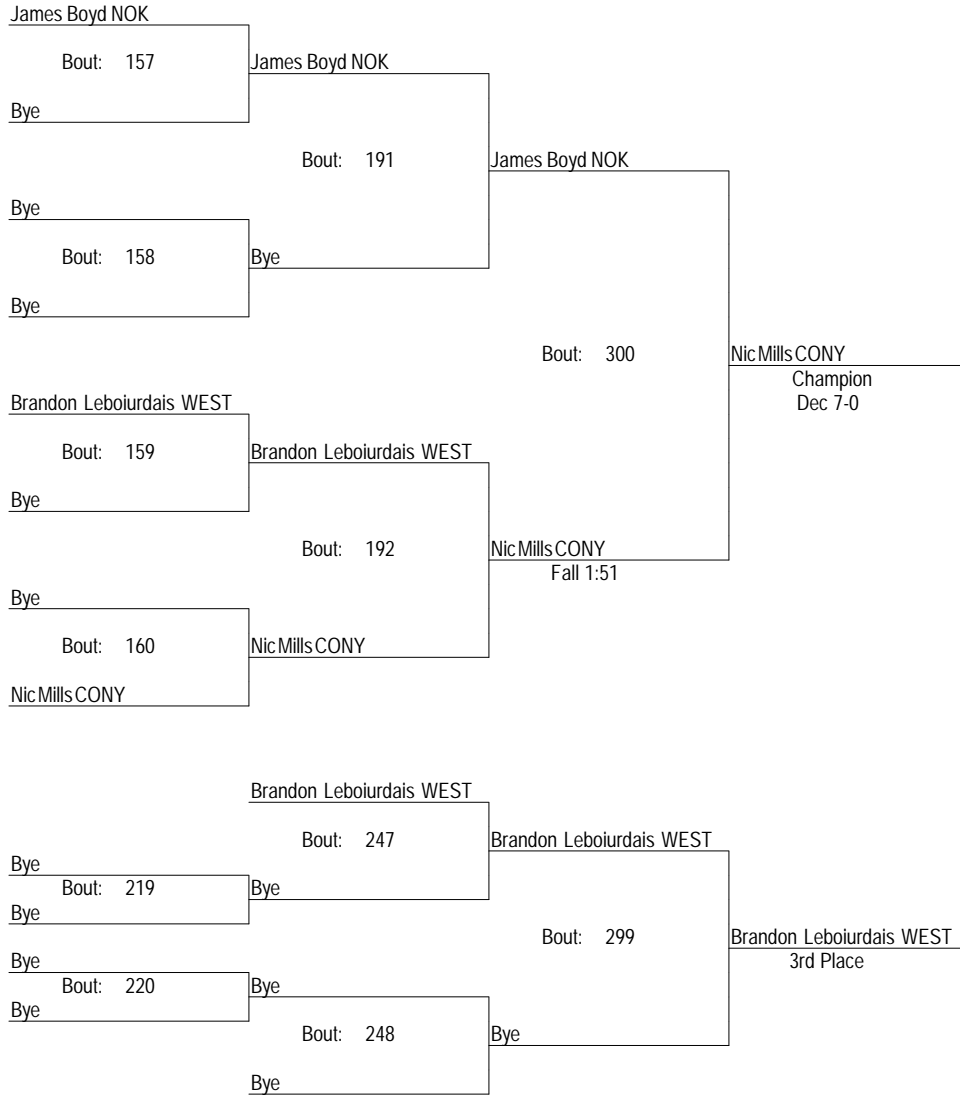 James Boyd NOK
Bout: 157
James Boyd NOK
Bye
Bout: 191
James Boyd NOK
Bye
Bout: 158
Bye
Bye
Bout: 300
Nic Mills CONY
Champion
Dec 7-0
Brandon Leboiurdais WEST
Bout: 159
Brandon Leboiurdais WEST
Bye
Bout: 192
Nic Mills CONY
Fall 1:51
Bye
Bout: 160
Nic Mills CONY
Nic Mills CONY
Brandon Leboiurdais WEST
Bout: 247
Brandon Leboiurdais WEST
Bye
Bout: 219
Bye
Bye
Bout: 299
Brandon Leboiurdais WEST
3rd Place
Bye
Bout: 220
Bye
Bye
Bout: 248
Bye
Bye